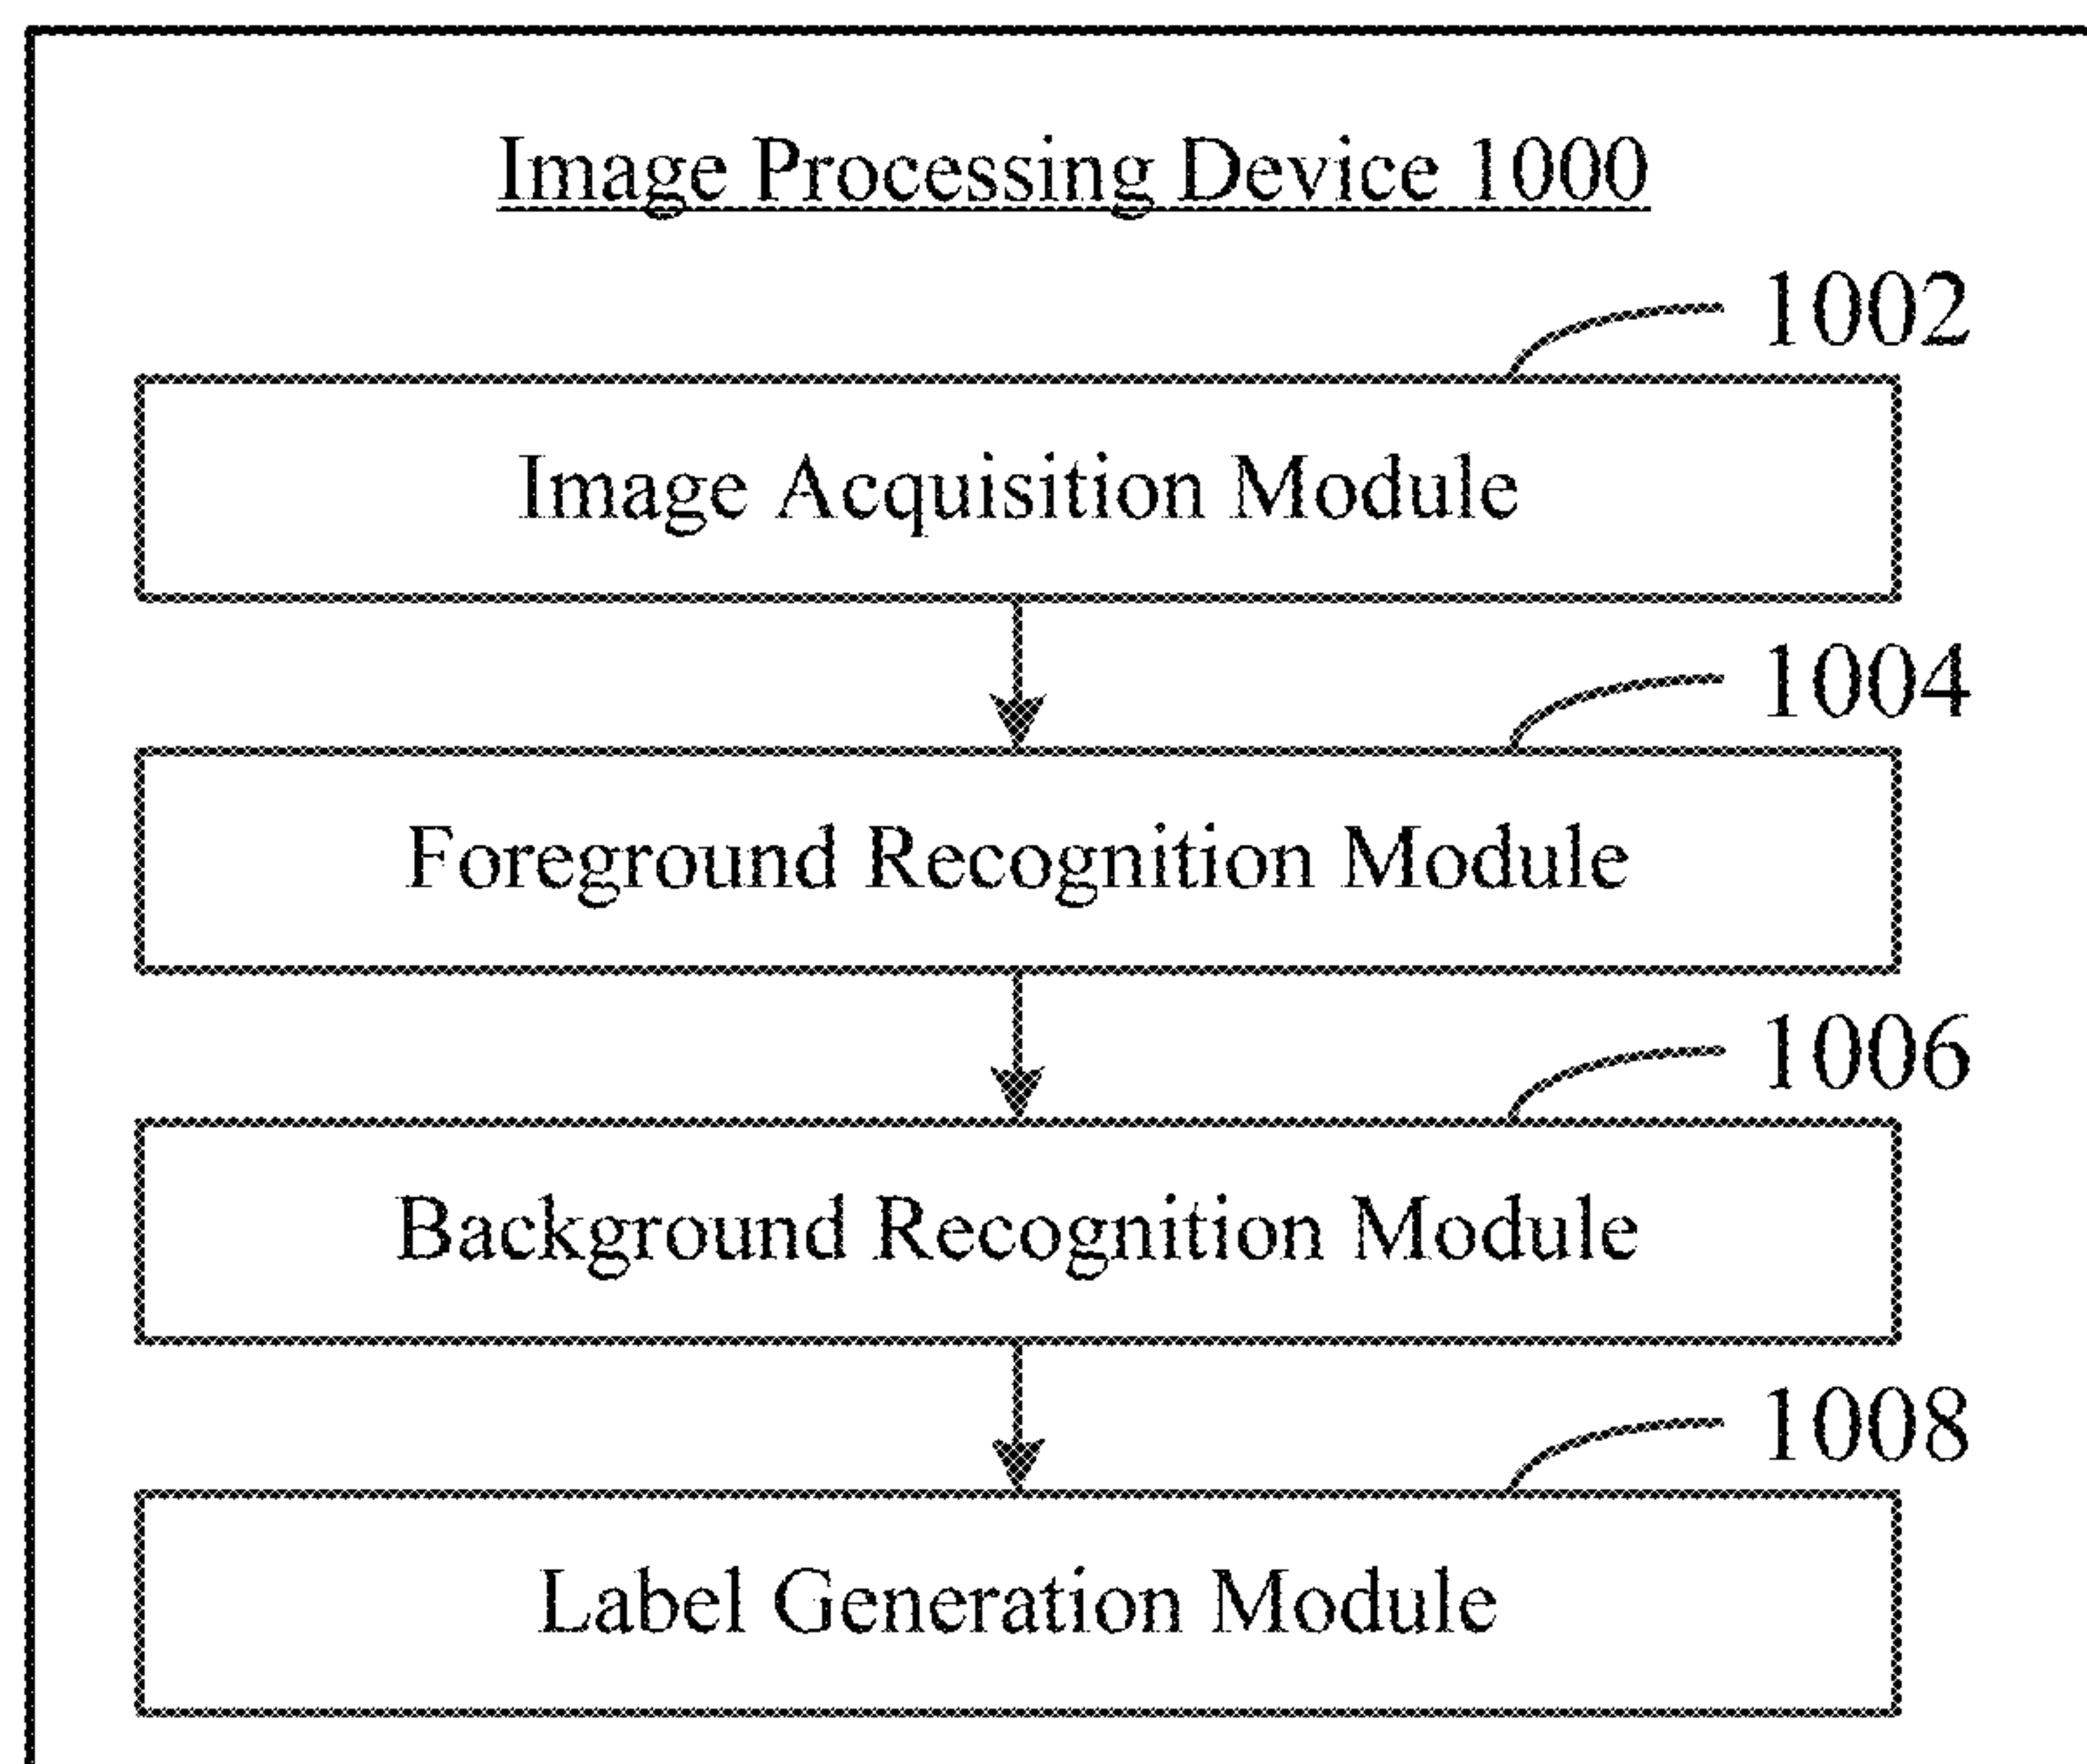 Image Processing Device 1000
1002
Image Acquisition Module
1004
Foreground Recognition Module
1006
Background Recognition Module
1008
Label Generation Module